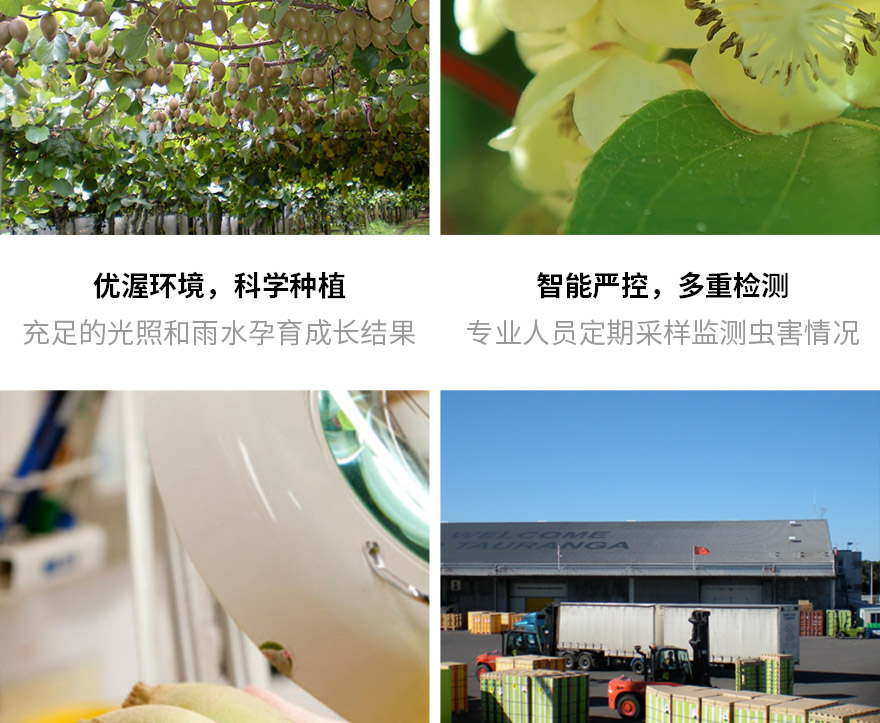 优渥环境，科学种植
智能严控，多重检测
充足的光照和雨水孕育成长结果
专业人员定期采样监测虫害情况
WELCOME
TAURANGA